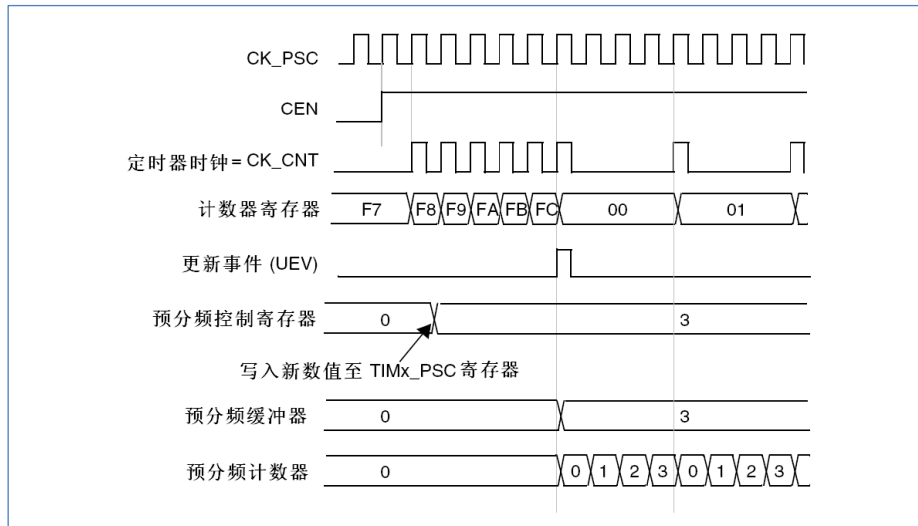 CK_PSC
CEN
定时器时钟 = CK_CNT
计数器寄存器 F7 F8 F9 FA FB FC 00 01
更新事件 (UEV)
预分频控制寄存器 0 3
写入新数值至 TIMx_PSC 寄存器
预分频缓冲器 0 3
预分频计数器 0 0 1 2 3 0 1 2 3